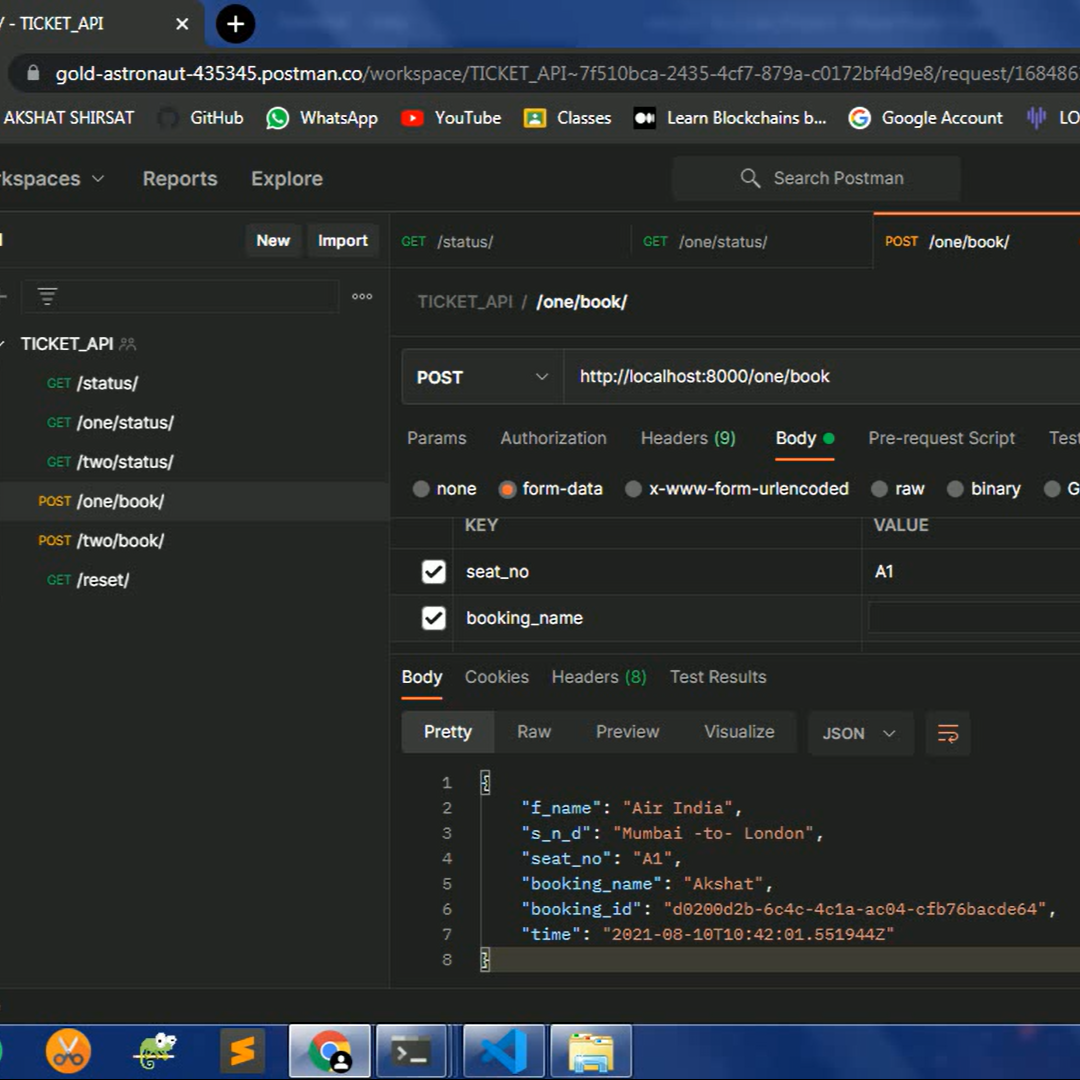 / - TICKET_API
gold-astronaut-435345.postman.co/workspace/TICKET_API~7f510bca-2435-4cf7-879a-c0172bf4d9e8/request/168486
AKSHAT SHIRSAT GitHub WhatsApp YouTube Classes Learn Blockchains b... Google Account LO
kspaces Reports Explore Search Postman
New Import GET /status/ GET /one/status/ POST /one/book/
TICKET_API / /one/book/
TICKET_API
GET /status/
GET /one/status/
GET /two/status/
POST /one/book/
POST /two/book/
GET /reset/
POST http://localhost:8000/one/book
Params Authorization Headers (9) Body Pre-request Script Test
none form-data x-www-form-urlencoded raw binary G
KEY VALUE
seat_no A1
booking_name
Body Cookies Headers (8) Test Results
Pretty Raw Preview Visualize JSON
1 {
2 "f_name": "Air India",
3 "s_n_d": "Mumbai -to- London",
4 "seat_no": "A1",
5 "booking_name": "Akshat",
6 "booking_id": "d0200d2b-6c4c-4c1a-ac04-cfb76bacde64",
7 "time": "2021-08-10T10:42:01.551944Z"
8 }